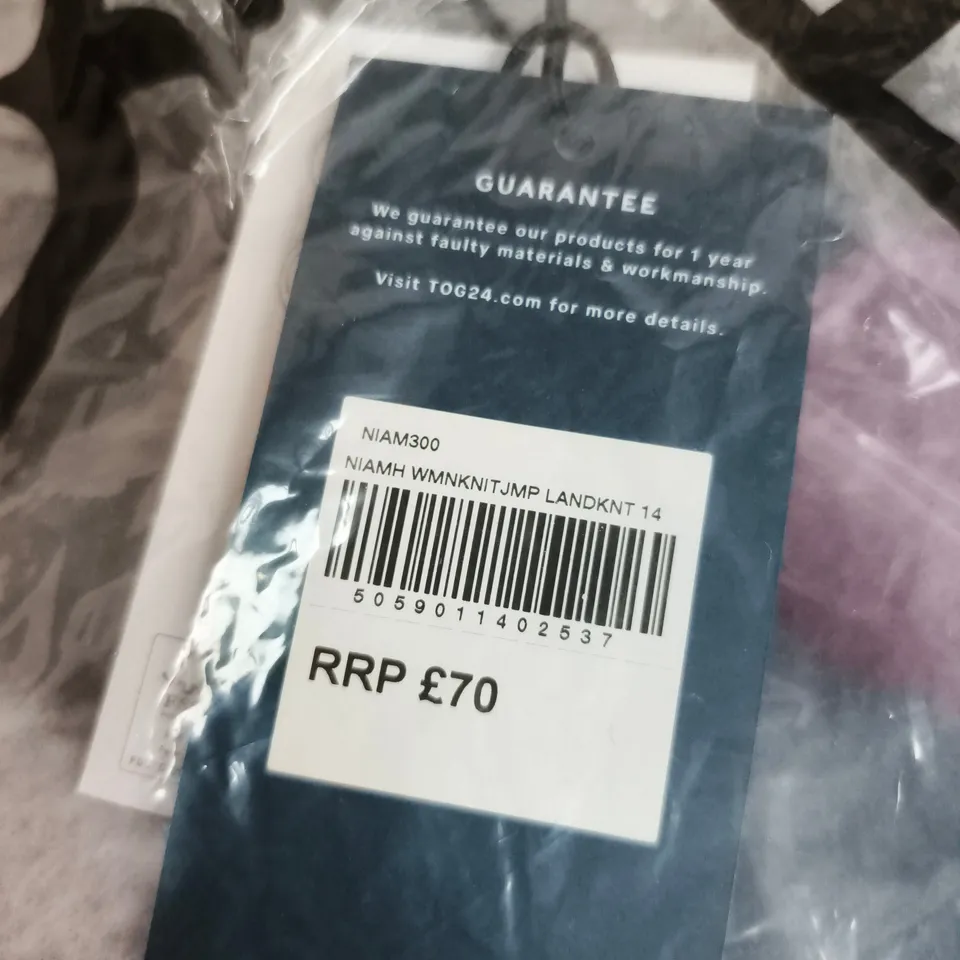 GUARANTEE
We guarantee our products for 1 year
against faulty materials & workmanship.
Visit TOG24.com for more details.
NIAM300
NIAMH WMNKNITJMP LANDKNT 14
5059011402537
RRP £70